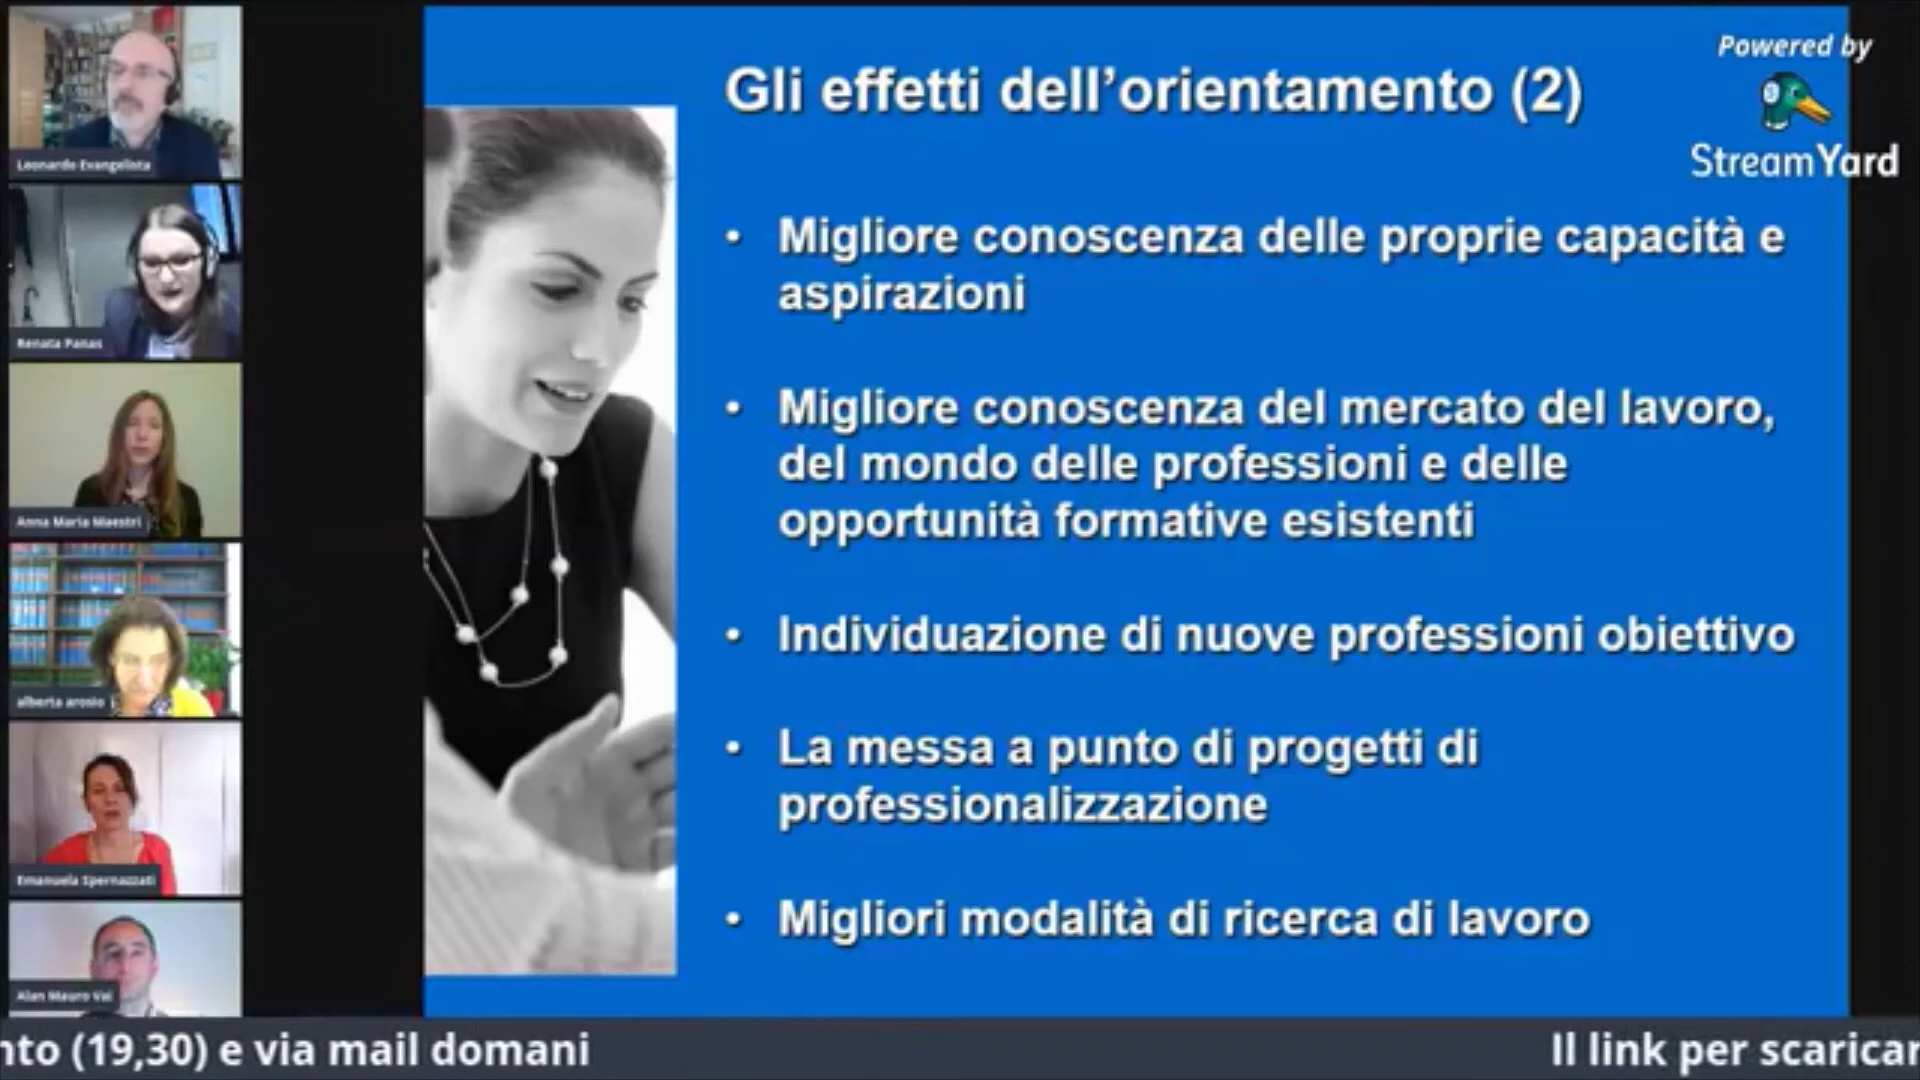 Leonardo Evangelista
Renata Panas
Anna Maria Maestri
alberta arosio
Emanuela Spernazzati
Alan Mauro Vai
Gli effetti dell’orientamento (2)
Powered by
StreamYard
• Migliore conoscenza delle proprie capacità e
aspirazioni
• Migliore conoscenza del mercato del lavoro,
del mondo delle professioni e delle
opportunità formative esistenti
• Individuazione di nuove professioni obiettivo
• La messa a punto di progetti di
professionalizzazione
• Migliori modalità di ricerca di lavoro
nto (19,30) e via mail domani
Il link per scaricar